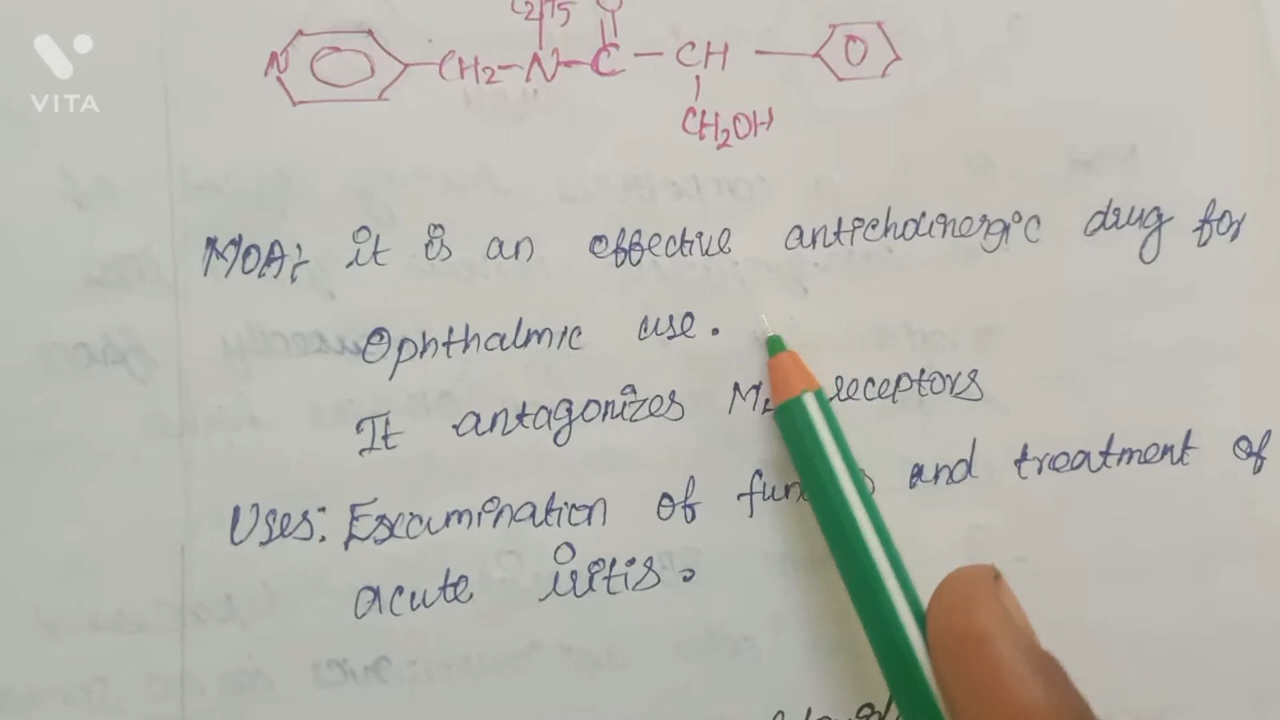 VITA
C2H5
N CH2-N-C-CH
CH2OH
MOA: it is an effective anticholinergic drug for
Ophthalmic use.
It antagonizes receptors
Uses: Examination of and treatment of
acute iritis.